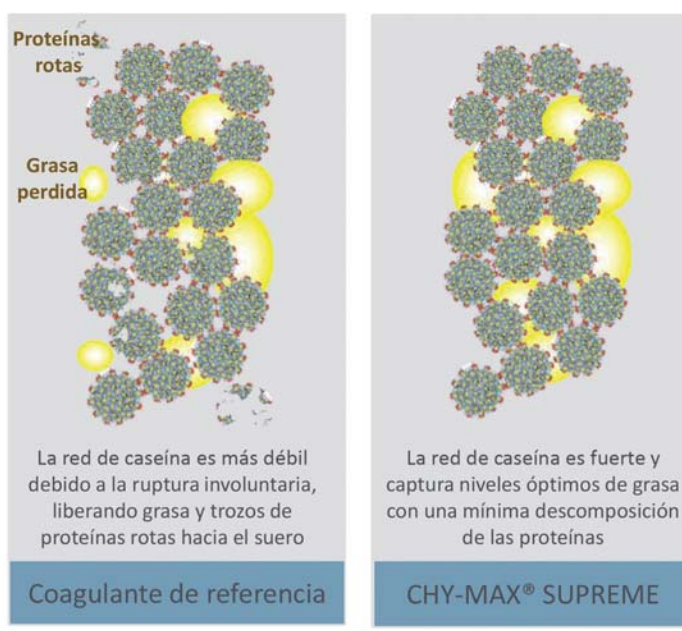 Proteínas
rotas
Grasa
perdida
La red de caseína es más débil
debido a la ruptura involuntaria,
liberando grasa y trozos de
proteínas rotas hacia el suero
Coagulante de referencia
La red de caseína es fuerte y
captura niveles óptimos de grasa
con una mínima descomposición
de las proteínas
CHY-MAX® SUPREME